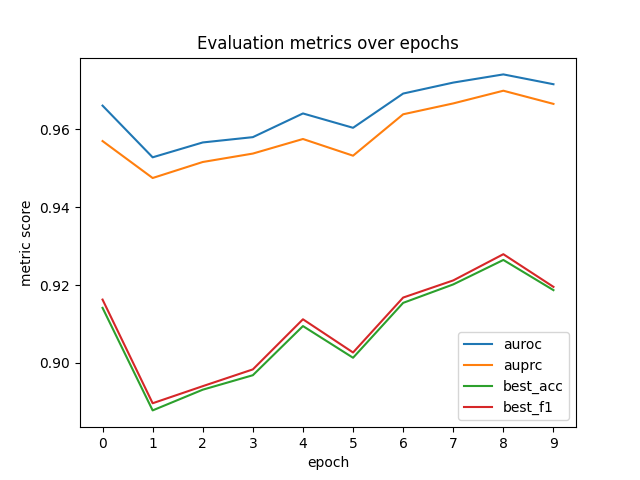 Evaluation metrics over epochs
metric score
0.96
0.94
0.92
0.90
auroc
auprc
best_acc
best_f1
0 1 2 3 4 5 6 7 8 9
epoch